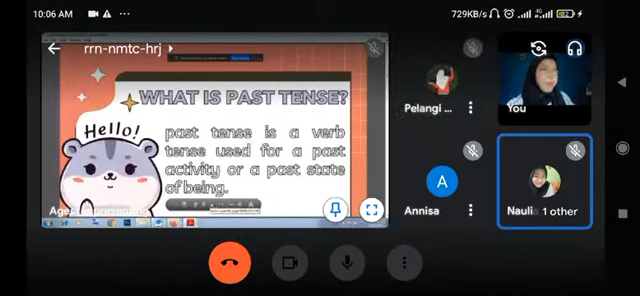 10:06 AM
729KB/s
rrn-nmtc-hrj
WHAT IS PAST TENSE?
Hello!
past tense is a verb
tense used for a past
activity or a past state
of being.
Pelangi ...
You
A
Annisa
Nauli 1 other